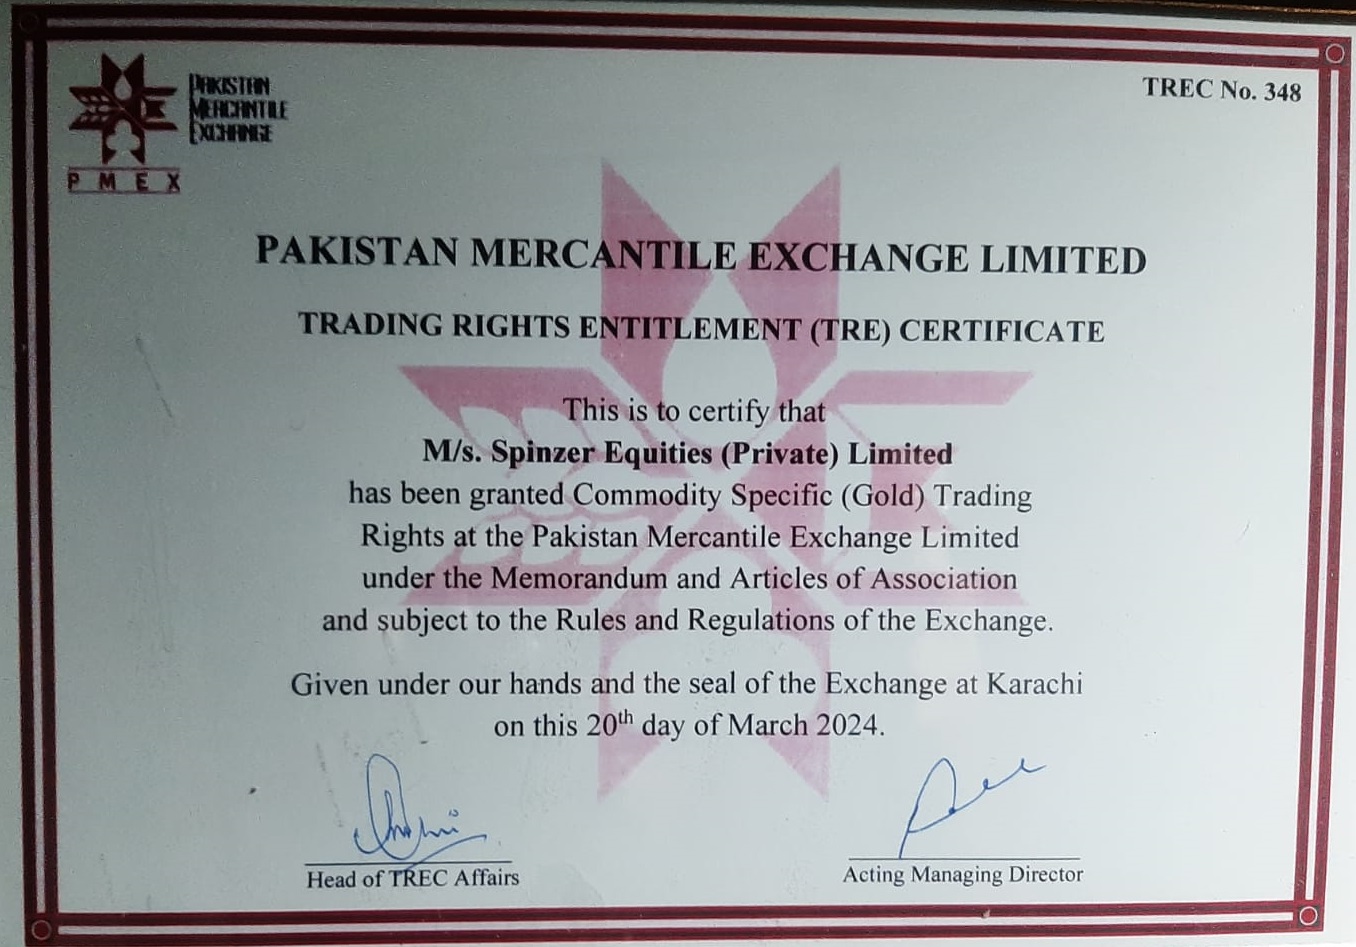 PAKISTAN
MERCANTILE
EXCHANGE
P M E X
TREC No. 348
PAKISTAN MERCANTILE EXCHANGE LIMITED
TRADING RIGHTS ENTITLEMENT (TRE) CERTIFICATE
This is to certify that
M/s. Spinzer Equities (Private) Limited
has been granted Commodity Specific (Gold) Trading
Rights at the Pakistan Mercantile Exchange Limited
under the Memorandum and Articles of Association
and subject to the Rules and Regulations of the Exchange.
Given under our hands and the seal of the Exchange at Karachi
on this 20th day of March 2024.
Head of TREC Affairs
Acting Managing Director